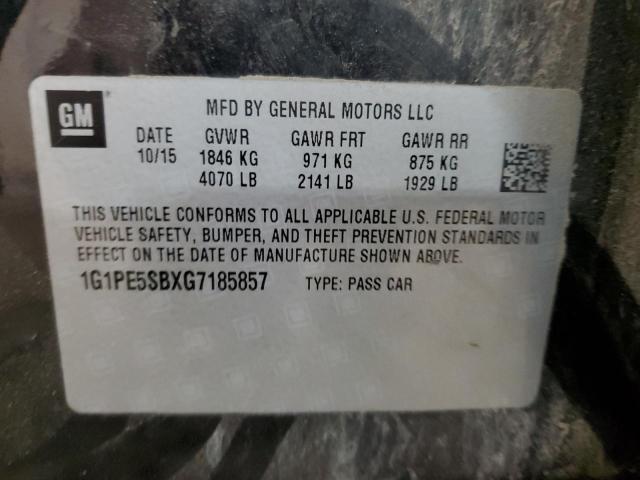 GM
MFD BY GENERAL MOTORS LLC
DATE GVWR GAWR FRT GAWR RR
10/15 1846 KG 971 KG 875 KG
4070 LB 2141 LB 1929 LB
THIS VEHICLE CONFORMS TO ALL APPLICABLE U.S. FEDERAL MOTOR
VEHICLE SAFETY, BUMPER, AND THEFT PREVENTION STANDARDS IN
EFFECT ON THE DATE OF MANUFACTURE SHOWN ABOVE.
1G1PE5SBXG7185857 TYPE: PASS CAR